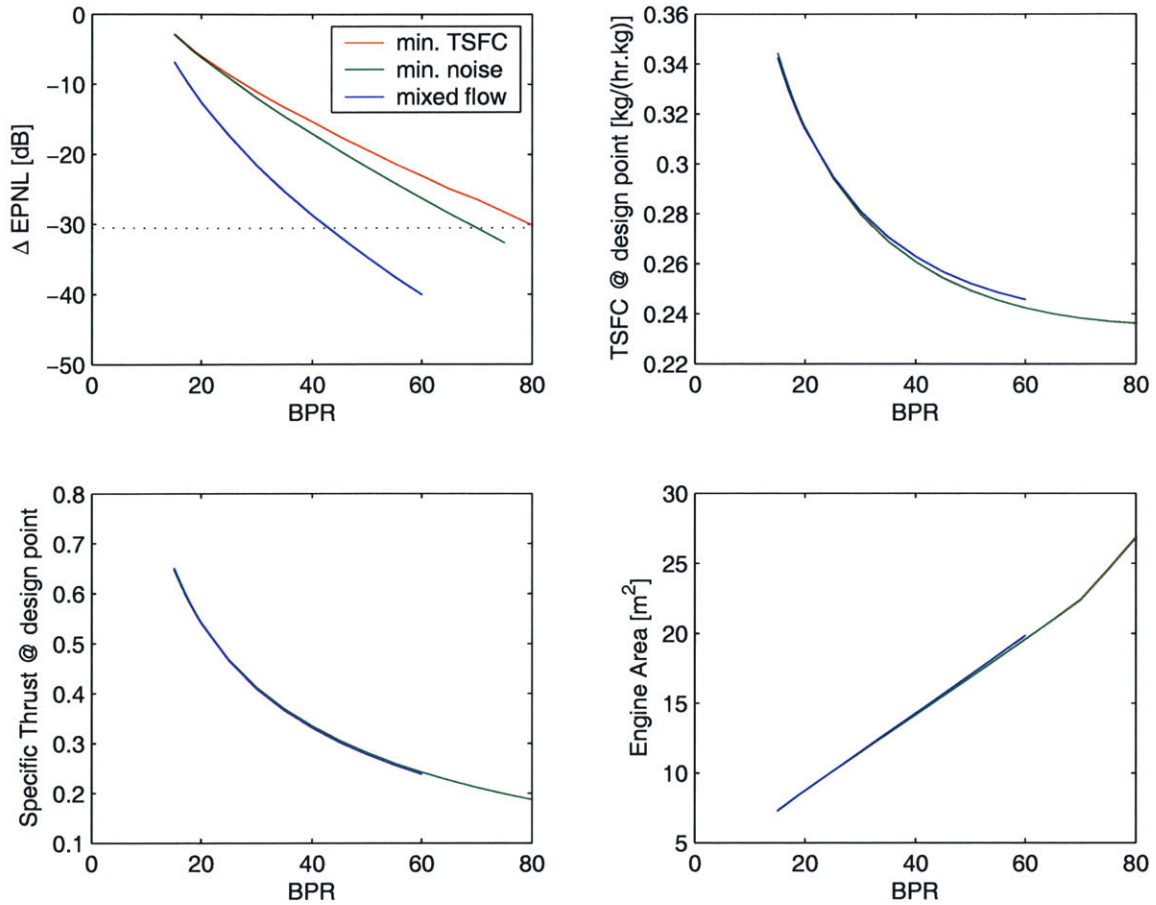 0
−10
−20
−30
−40
−50
Δ EPNL [dB]
min. TSFC
min. noise
mixed flow
0 20 40 60 80
BPR
0.36
0.34
0.32
0.3
0.28
0.26
0.24
0.22
TSFC @ design point [kg/(hr.kg)]
0 20 40 60 80
BPR
0.8
0.7
0.6
0.5
0.4
0.3
0.2
0.1
Specific Thrust @ design point
0 20 40 60 80
BPR
30
25
20
15
10
5
Engine Area [m²]
0 20 40 60 80
BPR